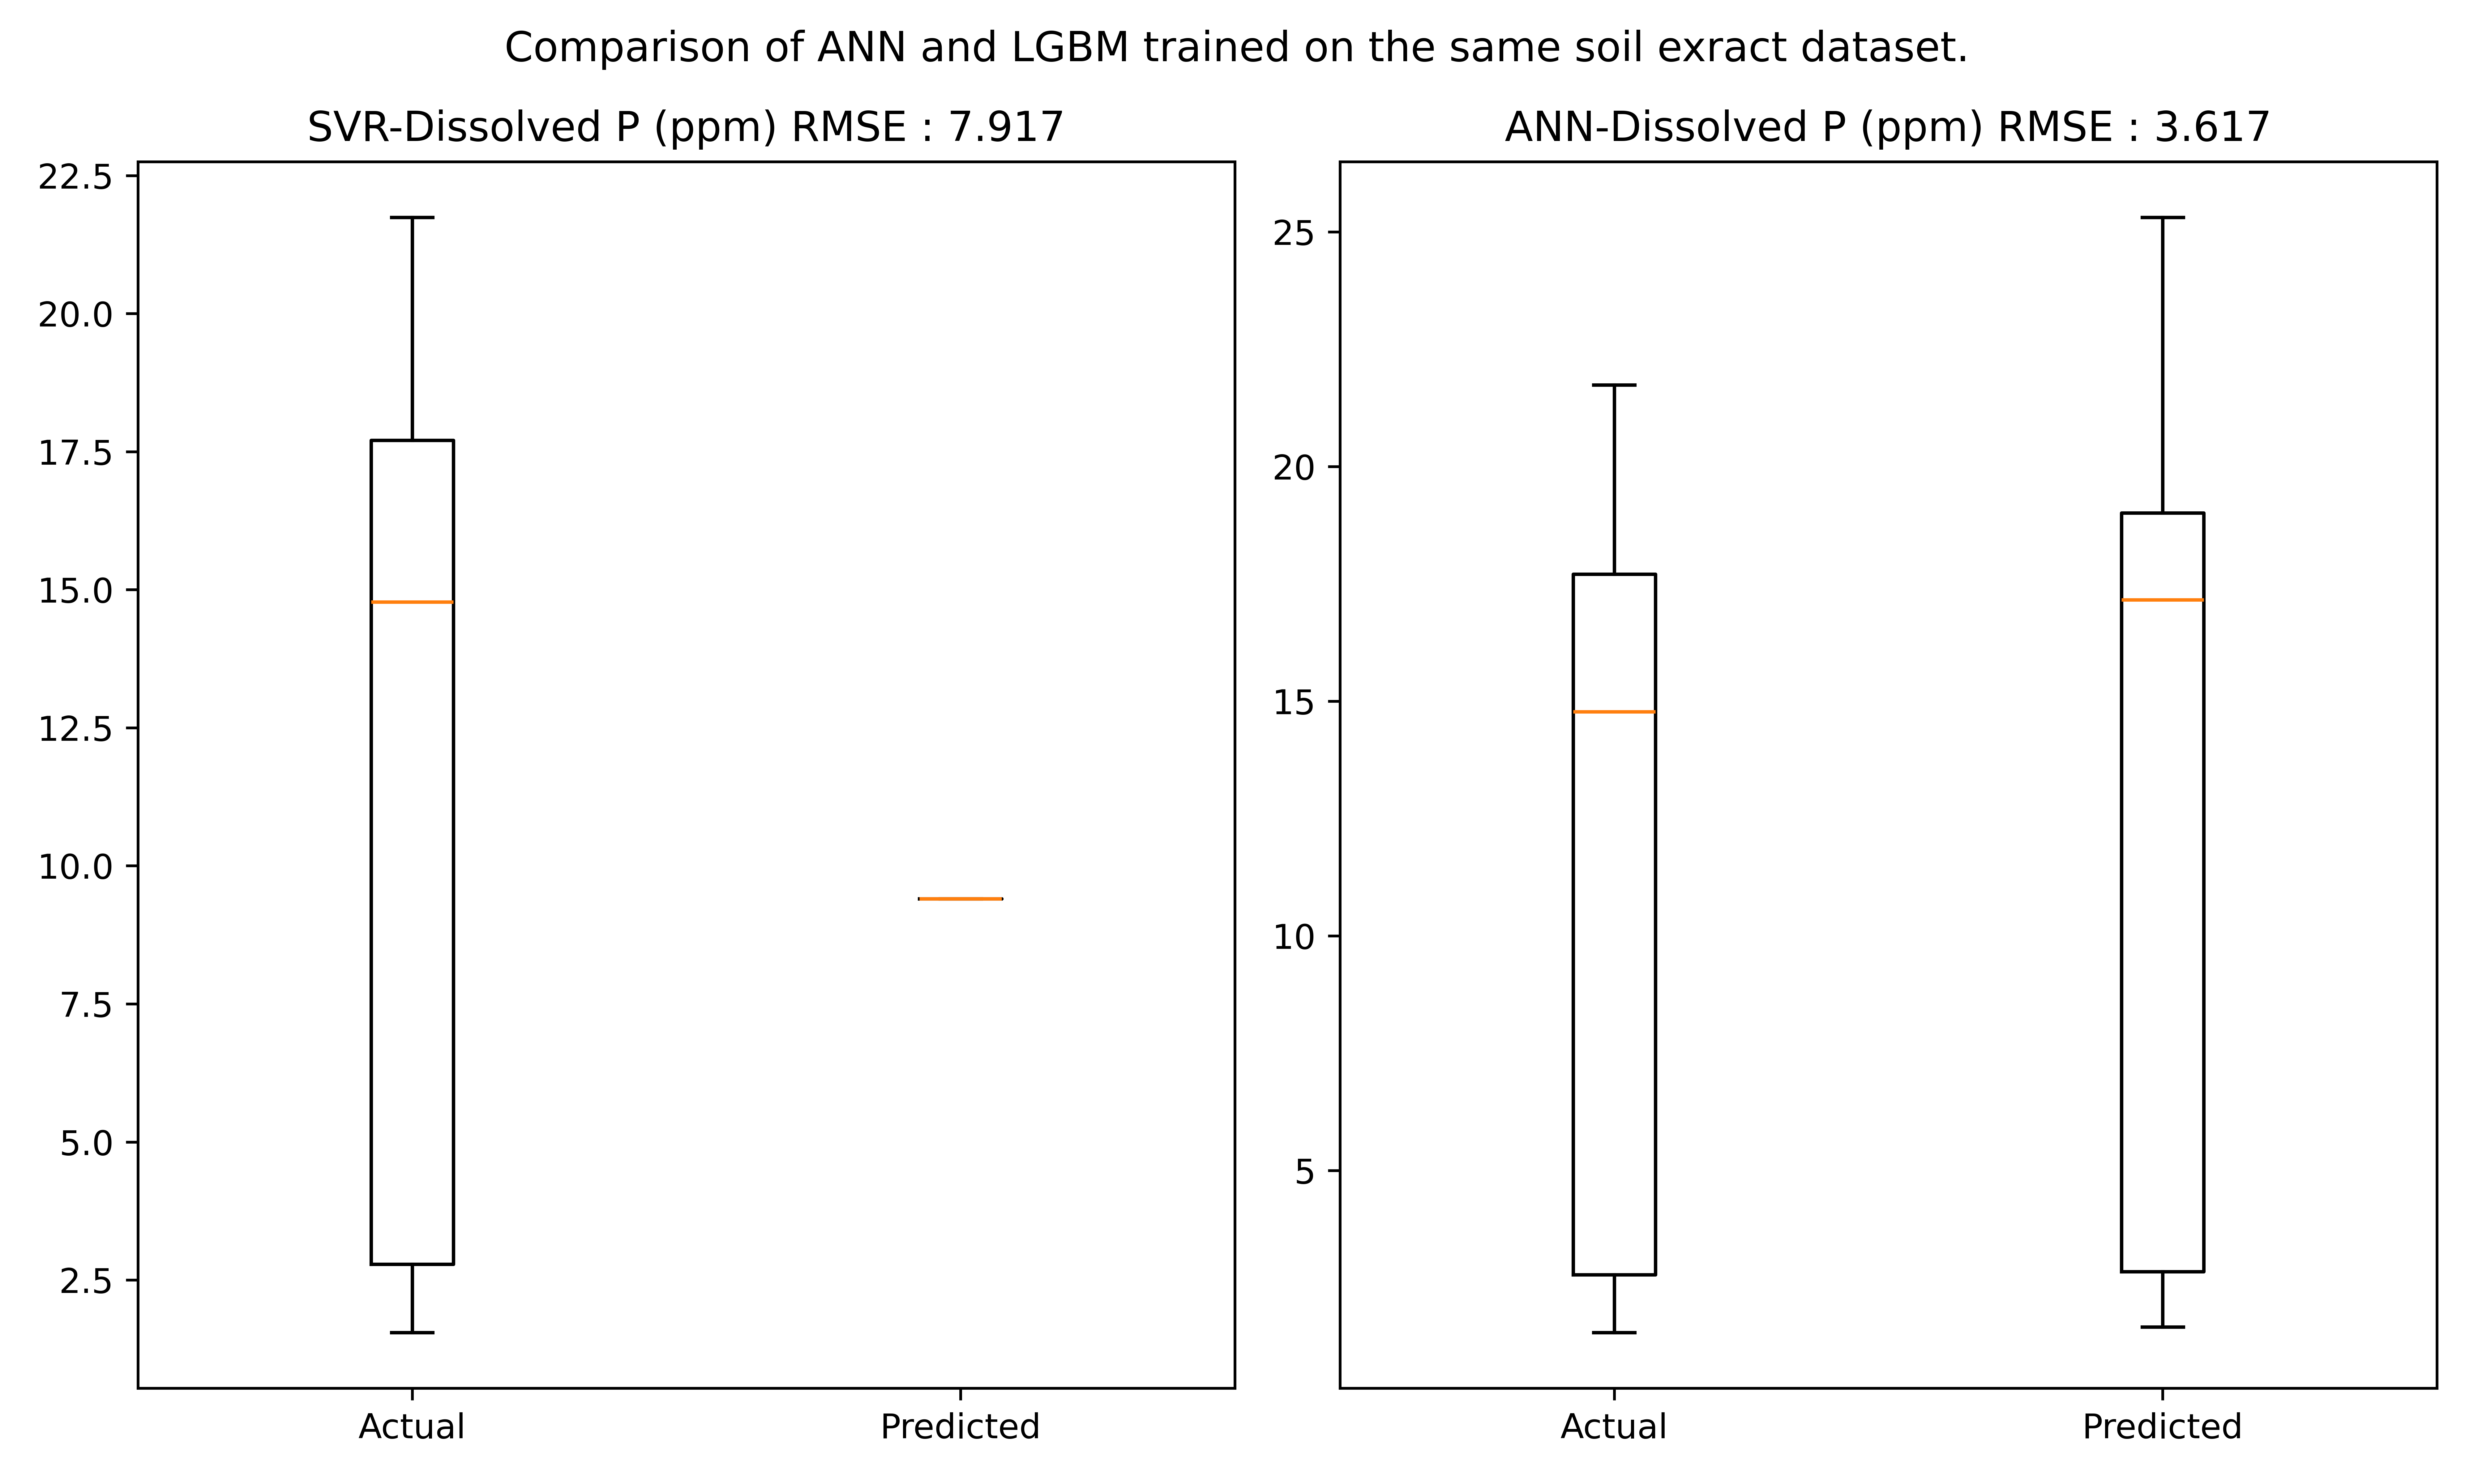 Comparison of ANN and LGBM trained on the same soil exract dataset.
SVR-Dissolved P (ppm) RMSE : 7.917
22.5
20.0
17.5
15.0
12.5
10.0
7.5
5.0
2.5
Actual
Predicted
ANN-Dissolved P (ppm) RMSE : 3.617
25
20
15
10
5
Actual
Predicted